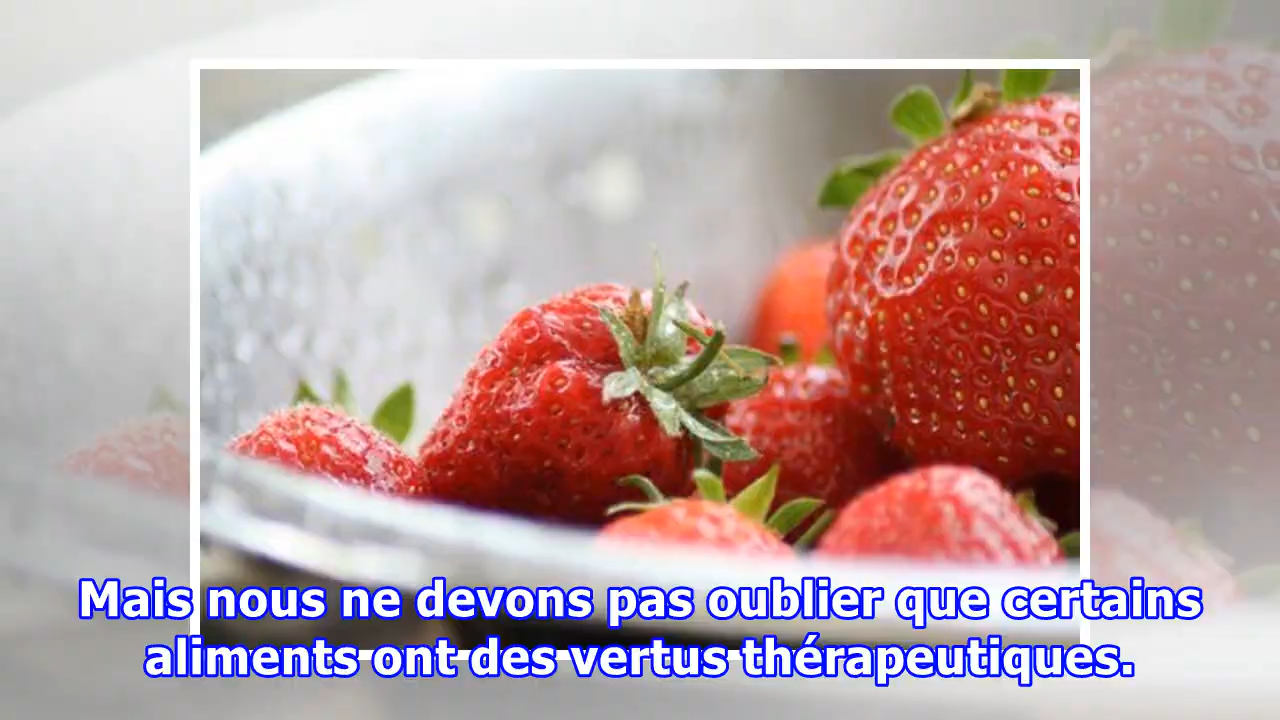 Mais nous ne devons pas oublier que certains
aliments ont des vertus thérapeutiques.